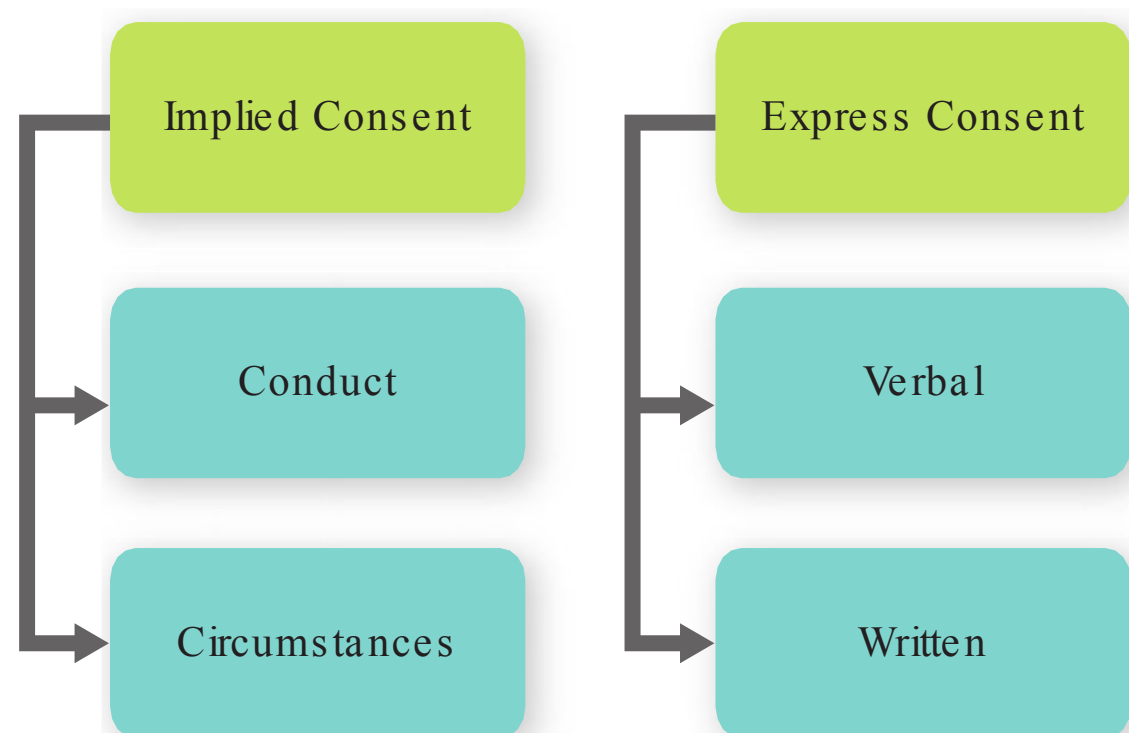 Implied Consent
Conduct
Circumstances
Express Consent
Verbal
Written